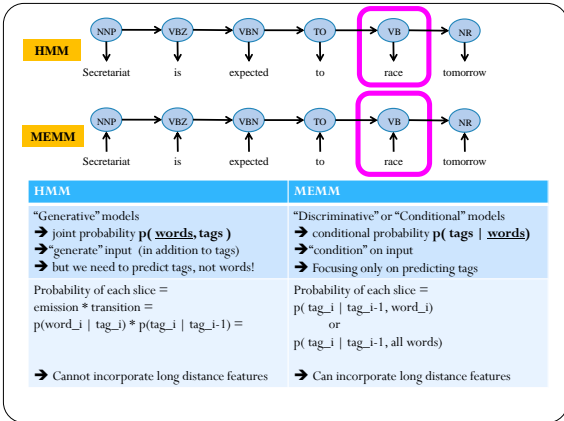 NNP VBZ VBN TO VB NR
HMM
Secretariat is expected to race tomorrow
NNP VBZ VBN TO VB NR
MEMM
Secretariat is expected to race tomorrow
HMM MEMM
"Generative" models
➔ joint probability p( words, tags )
➔"generate" input (in addition to tags)
➔ but we need to predict tags, not words!
"Discriminative" or "Conditional" models
➔ conditional probability p( tags | words)
➔"condition" on input
➔ Focusing only on predicting tags
Probability of each slice =
emission * transition =
p(word_i | tag_i) * p(tag_i | tag_i-1) =
➔ Cannot incorporate long distance features
Probability of each slice =
p( tag_i | tag_i-1, word_i)
or
p( tag_i | tag_i-1, all words)
➔ Can incorporate long distance features